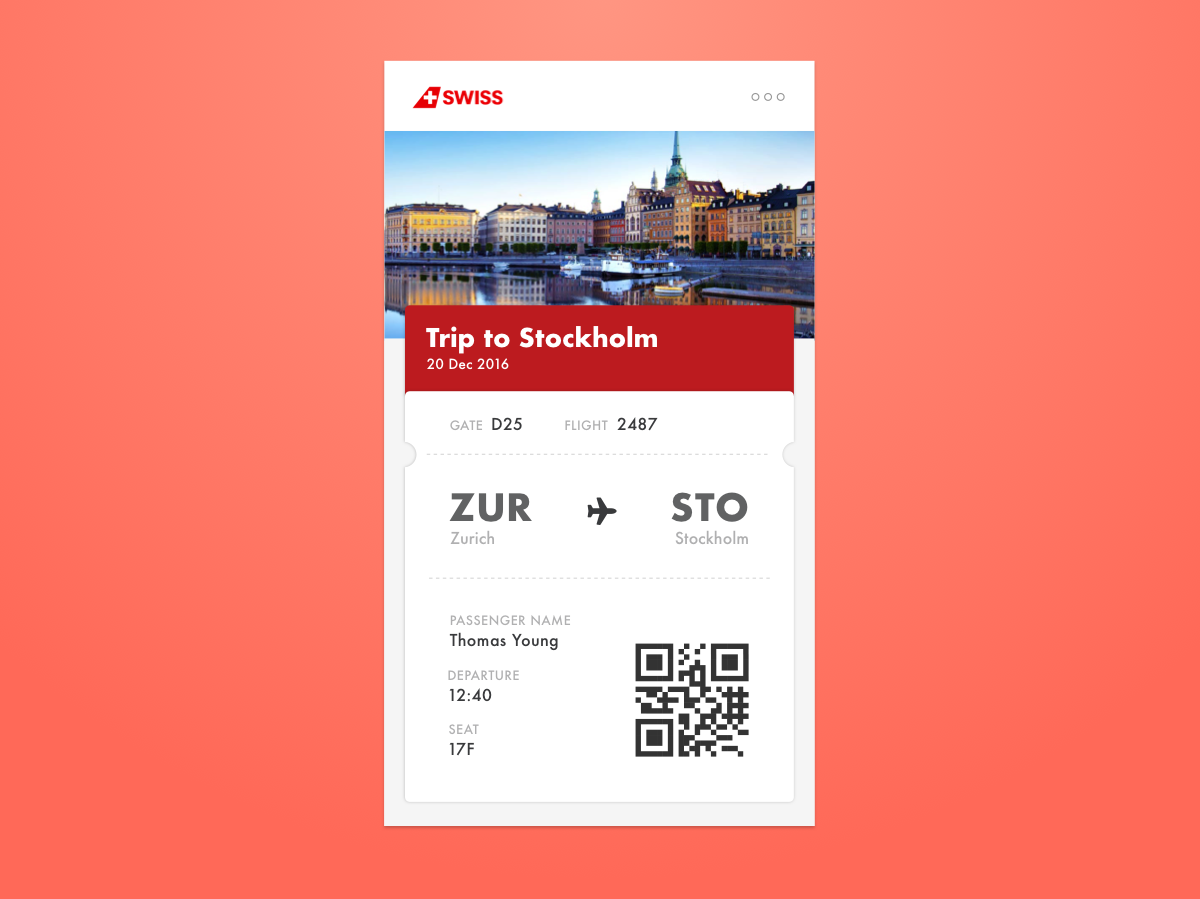 SWISS
Trip to Stockholm
20 Dec 2016
GATE D25 FLIGHT 2487
ZUR STO
Zurich Stockholm
PASSENGER NAME
Thomas Young
DEPARTURE
12:40
SEAT
17F